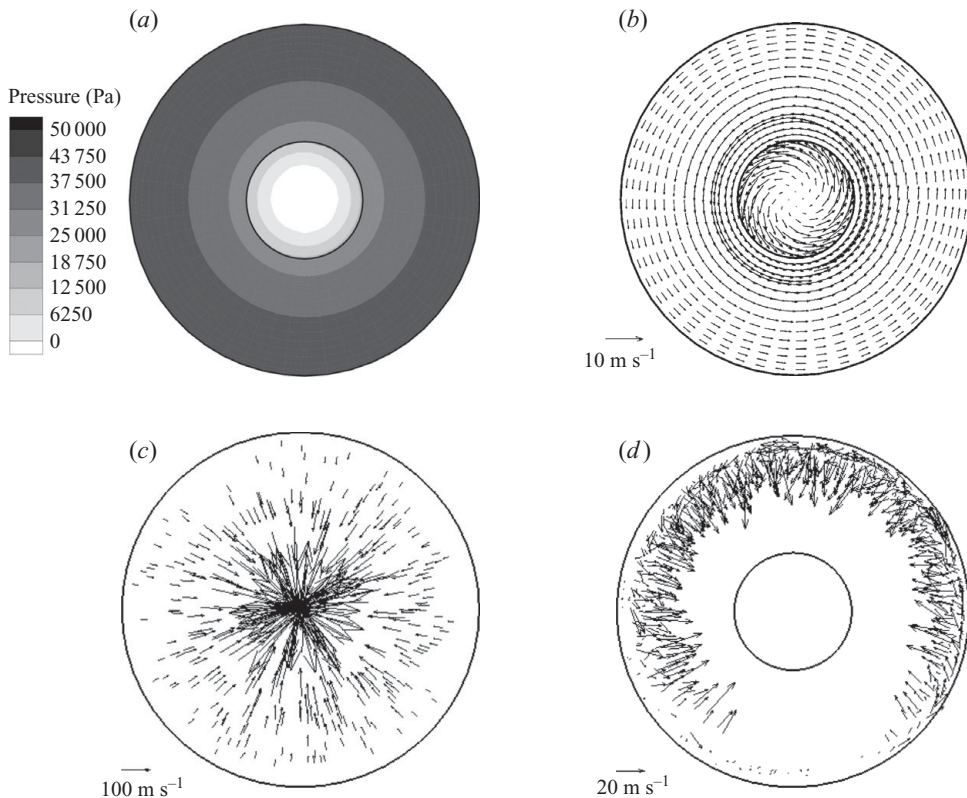 (a)
(b)
Pressure (Pa)
50 000
43 750
37 500
31 250
25 000
18 750
12 500
6250
0
10 m s⁻¹
(c)
(d)
100 m s⁻¹
20 m s⁻¹